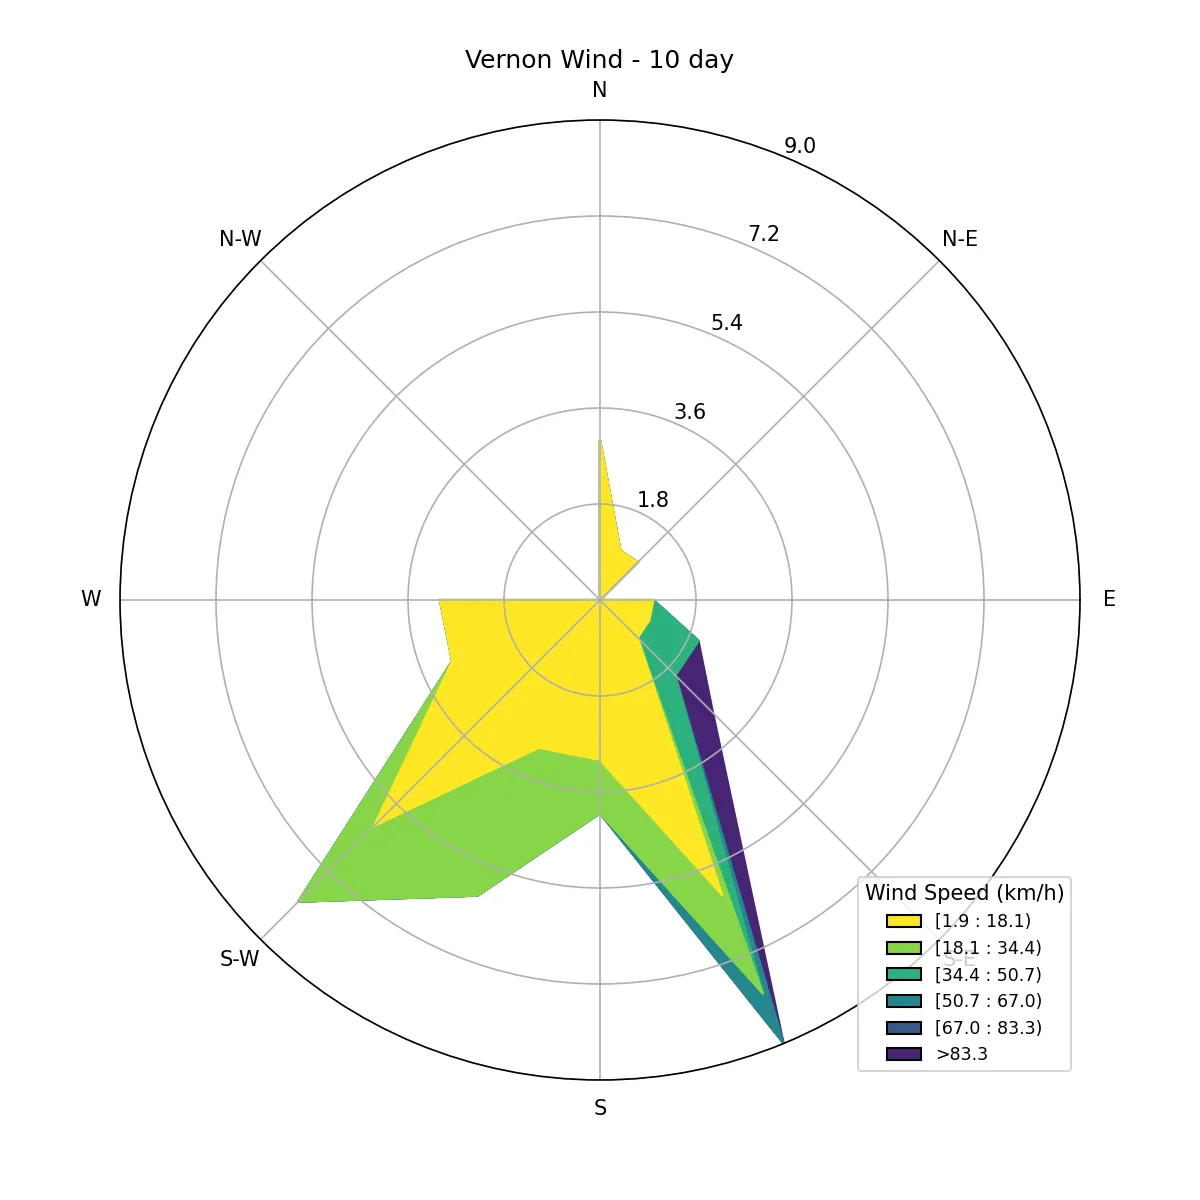 Vernon Wind - 10 day
N
9.0
N-W
N-E
7.2
5.4
3.6
1.8
W
E
S-W
S-E
S
Wind Speed (km/h)
[1.9 : 18.1)
[18.1 : 34.4)
[34.4 : 50.7)
[50.7 : 67.0)
[67.0 : 83.3)
>83.3